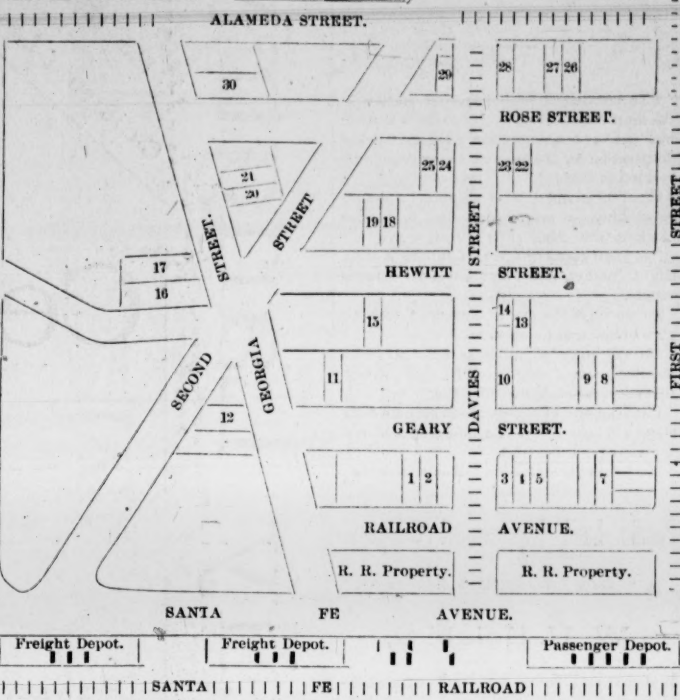 ALAMEDA STREET.
30
29
28
27 26
ROSE STREET.
21
20
25 24
23 22
STREET.
STREET
19 18
STREET
STREET
17
16
HEWITT STREET.
15
14
13
SECOND
GEORGIA
11
10
9 8
FIRST
DAVIES
12
GEARY STREET.
1 2
3 4 5
7
RAILROAD AVENUE.
R. R. Property.
R. R. Property.
SANTA FE AVENUE.
Freight Depot.
Freight Depot.
Passenger Depot.
SANTA FE RAILROAD